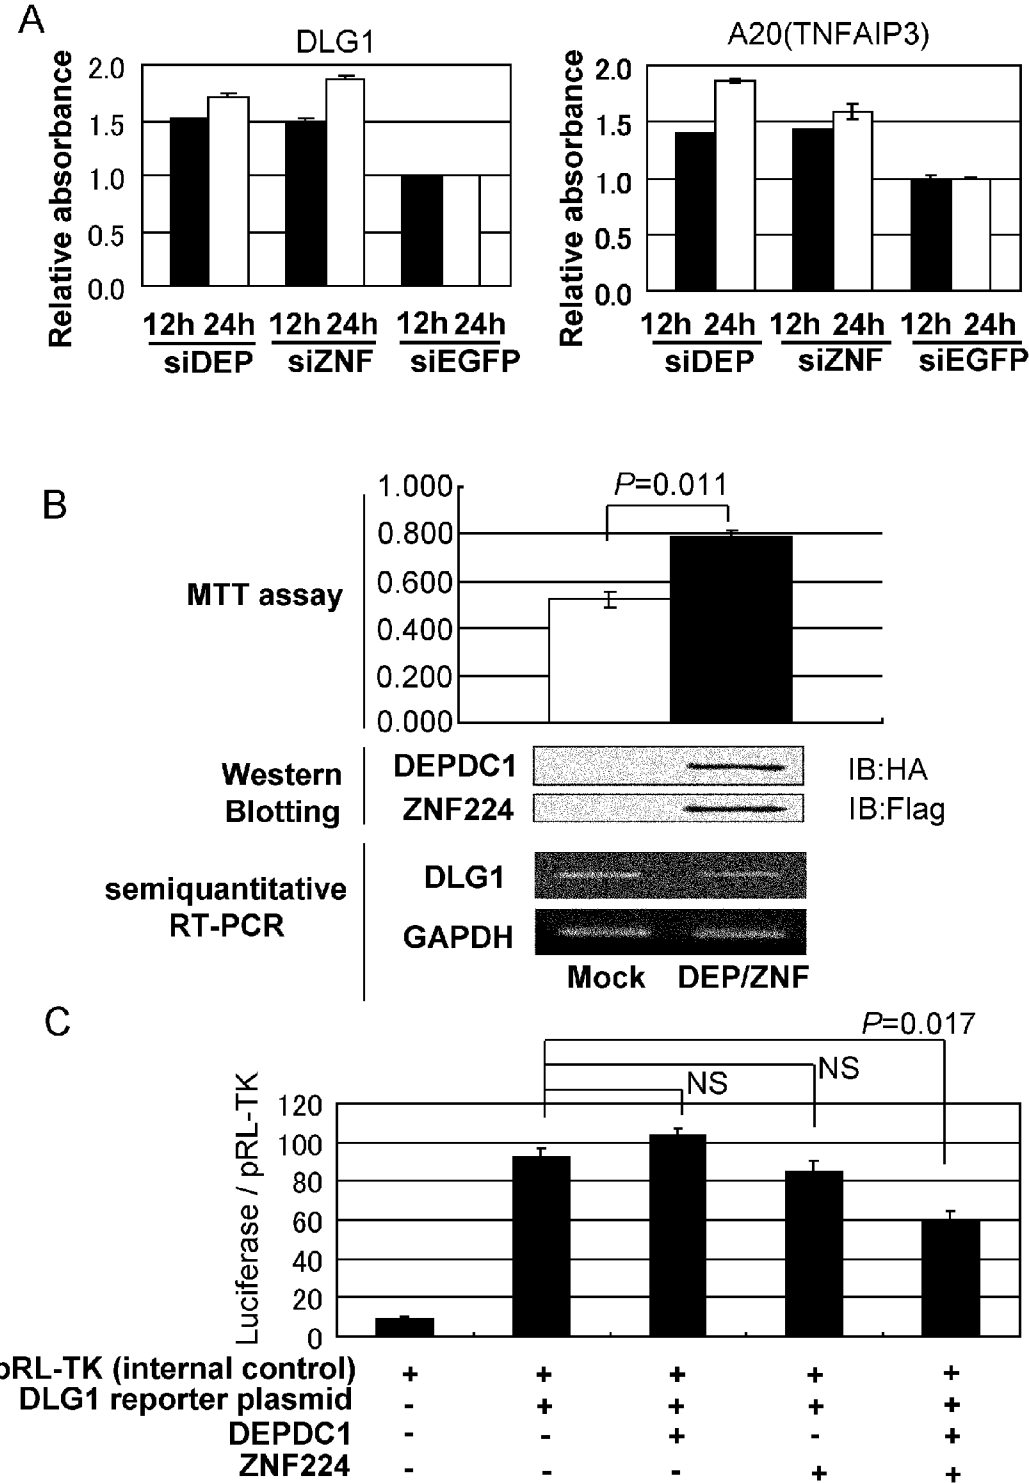 A
DLG1
A20(TNFAIP3)
Relative absorbance
2.0
1.5
1.0
0.5
0.0
12h 24h 12h 24h 12h 24h
siDEP siZNF siEGFP
Relative absorbance
2.0
1.5
1.0
0.5
0.0
12h 24h 12h 24h 12h 24h
siDEP siZNF siEGFP
B
P=0.011
MTT assay
1.000
0.800
0.600
0.400
0.200
0.000
Western
Blotting
DEPDC1 IB:HA
ZNF224 IB:Flag
semiquantitative
RT-PCR
DLG1
GAPDH
Mock DEP/ZNF
C
P=0.017
NS
NS
Luciferase / pRL-TK
120
100
80
60
40
20
0
pRL-TK (internal control) + + + + +
DLG1 reporter plasmid - + + + +
DEPDC1 - - + - +
ZNF224 - - - + +